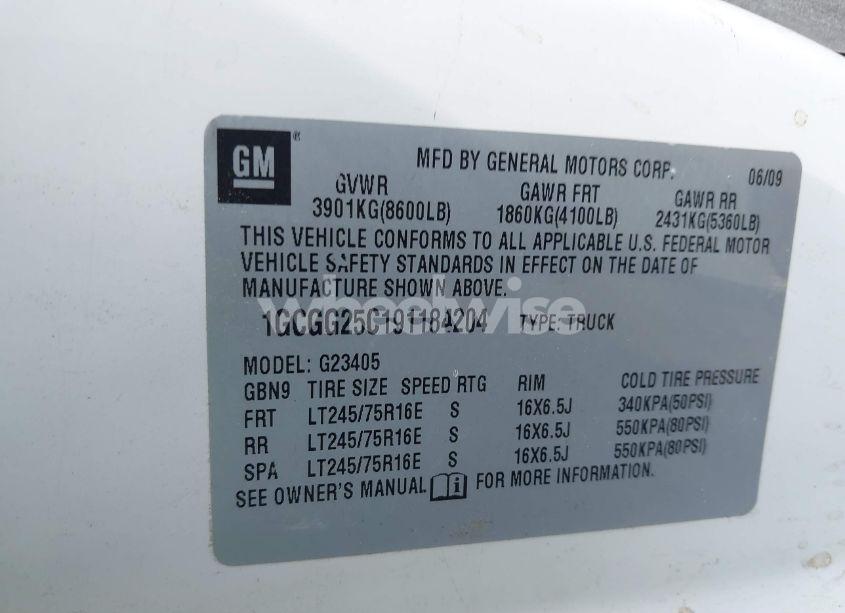 GM ®
MFD BY GENERAL MOTORS CORP. 06/09
GVWR GAWR FRT GAWR RR
3901KG(8600LB) 1860KG(4100LB) 2431KG(5360LB)
THIS VEHICLE CONFORMS TO ALL APPLICABLE U.S. FEDERAL MOTOR
VEHICLE SAFETY STANDARDS IN EFFECT ON THE DATE OF
MANUFACTURE SHOWN ABOVE.
wheelwise
1GCGG25C191184204 TYPE: TRUCK
MODEL: G23405
GBN9 TIRE SIZE SPEED RTG RIM COLD TIRE PRESSURE
FRT LT245/75R16E S 16X6.5J 340KPA(50PSI)
RR LT245/75R16E S 16X6.5J 550KPA(80PSI)
SPA LT245/75R16E S 16X6.5J 550KPA(80PSI)
SEE OWNER'S MANUAL FOR MORE INFORMATION.